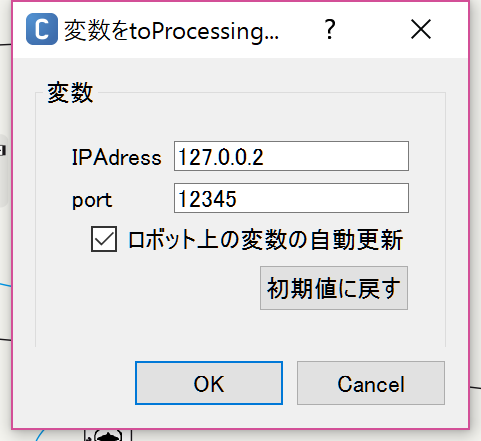 C 変数をtoProcessing... ?
変数
IPAdress 127.0.0.2
port 12345
ロボット上の変数の自動更新
初期値に戻す
OK Cancel